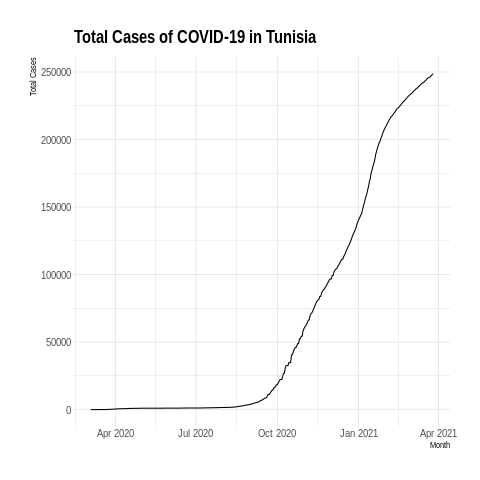 Total Cases of COVID-19 in Tunisia
Total Cases
250000
200000
150000
100000
50000
0
Apr 2020 Jul 2020 Oct 2020 Jan 2021 Apr 2021
Month